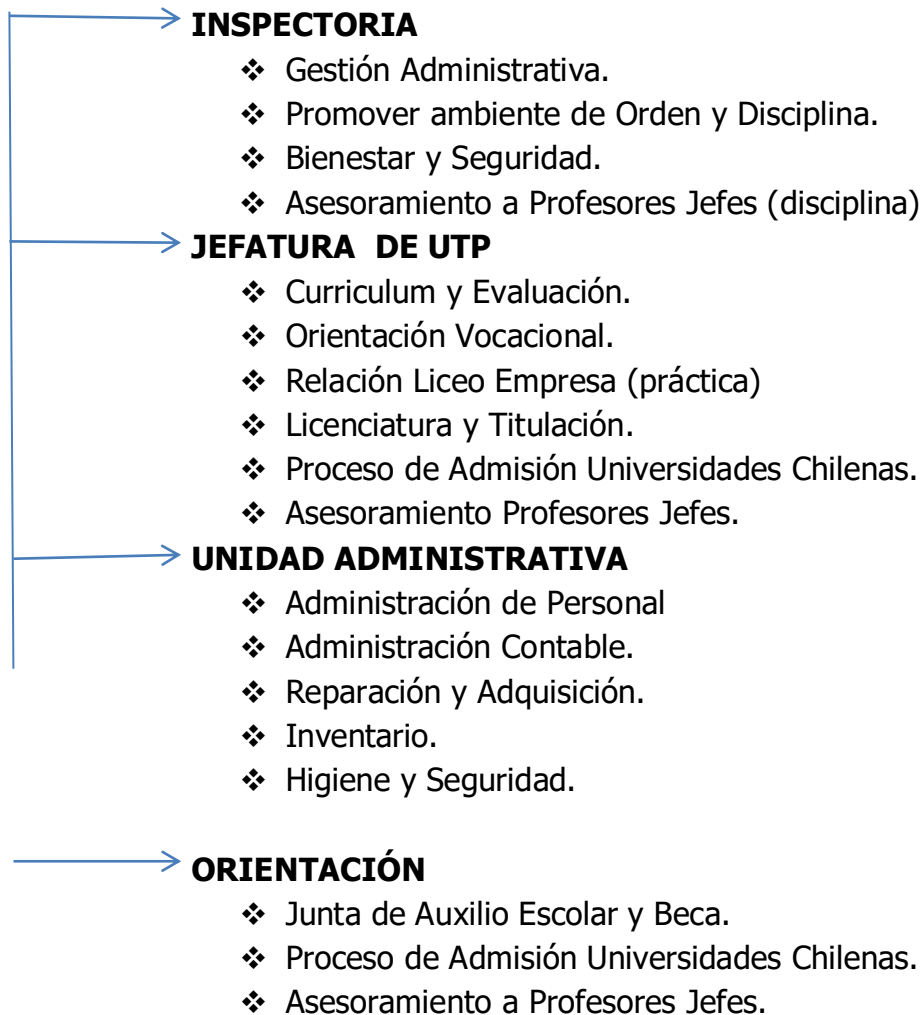 INSPECTORIA
❖ Gestión Administrativa.
❖ Promover ambiente de Orden y Disciplina.
❖ Bienestar y Seguridad.
❖ Asesoramiento a Profesores Jefes (disciplina)
JEFATURA DE UTP
❖ Curriculum y Evaluación.
❖ Orientación Vocacional.
❖ Relación Liceo Empresa (práctica)
❖ Licenciatura y Titulación.
❖ Proceso de Admisión Universidades Chilenas.
❖ Asesoramiento Profesores Jefes.
UNIDAD ADMINISTRATIVA
❖ Administración de Personal
❖ Administración Contable.
❖ Reparación y Adquisición.
❖ Inventario.
❖ Higiene y Seguridad.
ORIENTACIÓN
❖ Junta de Auxilio Escolar y Beca.
❖ Proceso de Admisión Universidades Chilenas.
❖ Asesoramiento a Profesores Jefes.